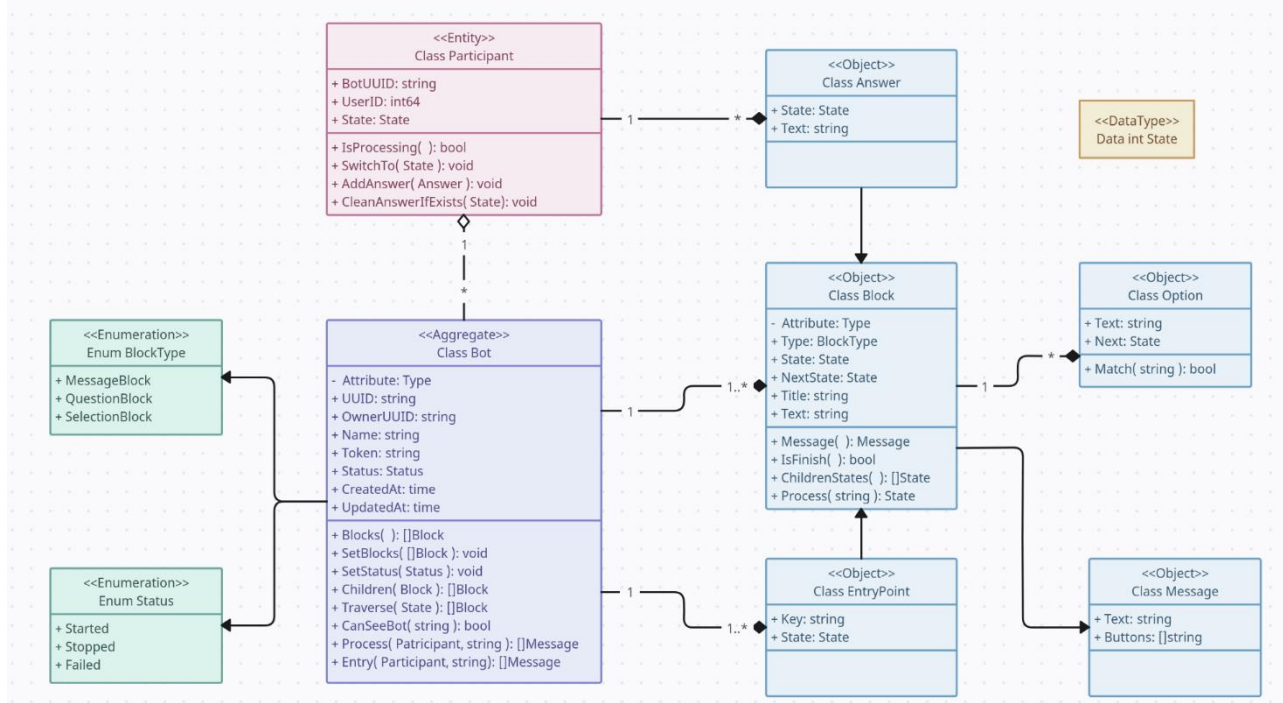 <<Entity>>
Class Participant
+ BotUUID: string
+ UserID: int64
+ State: State
+ IsProcessing(  ): bool
+ SwitchTo( State ): void
+ AddAnswer( Answer ): void
+ CleanAnswerIfExists( State): void
1
*
<<Object>>
Class Answer
+ State: State
+ Text: string
<<DataType>>
Data int State
1
*
<<Enumeration>>
Enum BlockType
+ MessageBlock
+ QuestionBlock
+ SelectionBlock
<<Aggregate>>
Class Bot
- Attribute: Type
+ UUID: string
+ OwnerUUID: string
+ Name: string
+ Token: string
+ Status: Status
+ CreatedAt: time
+ UpdatedAt: time
+ Blocks(  ): []Block
+ SetBlocks( []Block ): void
+ SetStatus( Status ): void
+ Children( Block ): []Block
+ Traverse( State ): []Block
+ CanSeeBot( string ): bool
+ Process( Patricipant, string ): []Message
+ Entry( Participant, string): []Message
1
1..*
<<Object>>
Class Block
- Attribute: Type
+ Type: BlockType
+ State: State
+ NextState: State
+ Title: string
+ Text: string
+ Message(  ): Message
+ IsFinish(  ): bool
+ ChildrenStates(  ): []State
+ Process( string ): State
1
*
<<Object>>
Class Option
+ Text: string
+ Next: State
+ Match( string ): bool
<<Enumeration>>
Enum Status
+ Started
+ Stopped
+ Failed
1
1..*
<<Object>>
Class EntryPoint
+ Key: string
+ State: State
<<Object>>
Class Message
+ Text: string
+ Buttons: []string